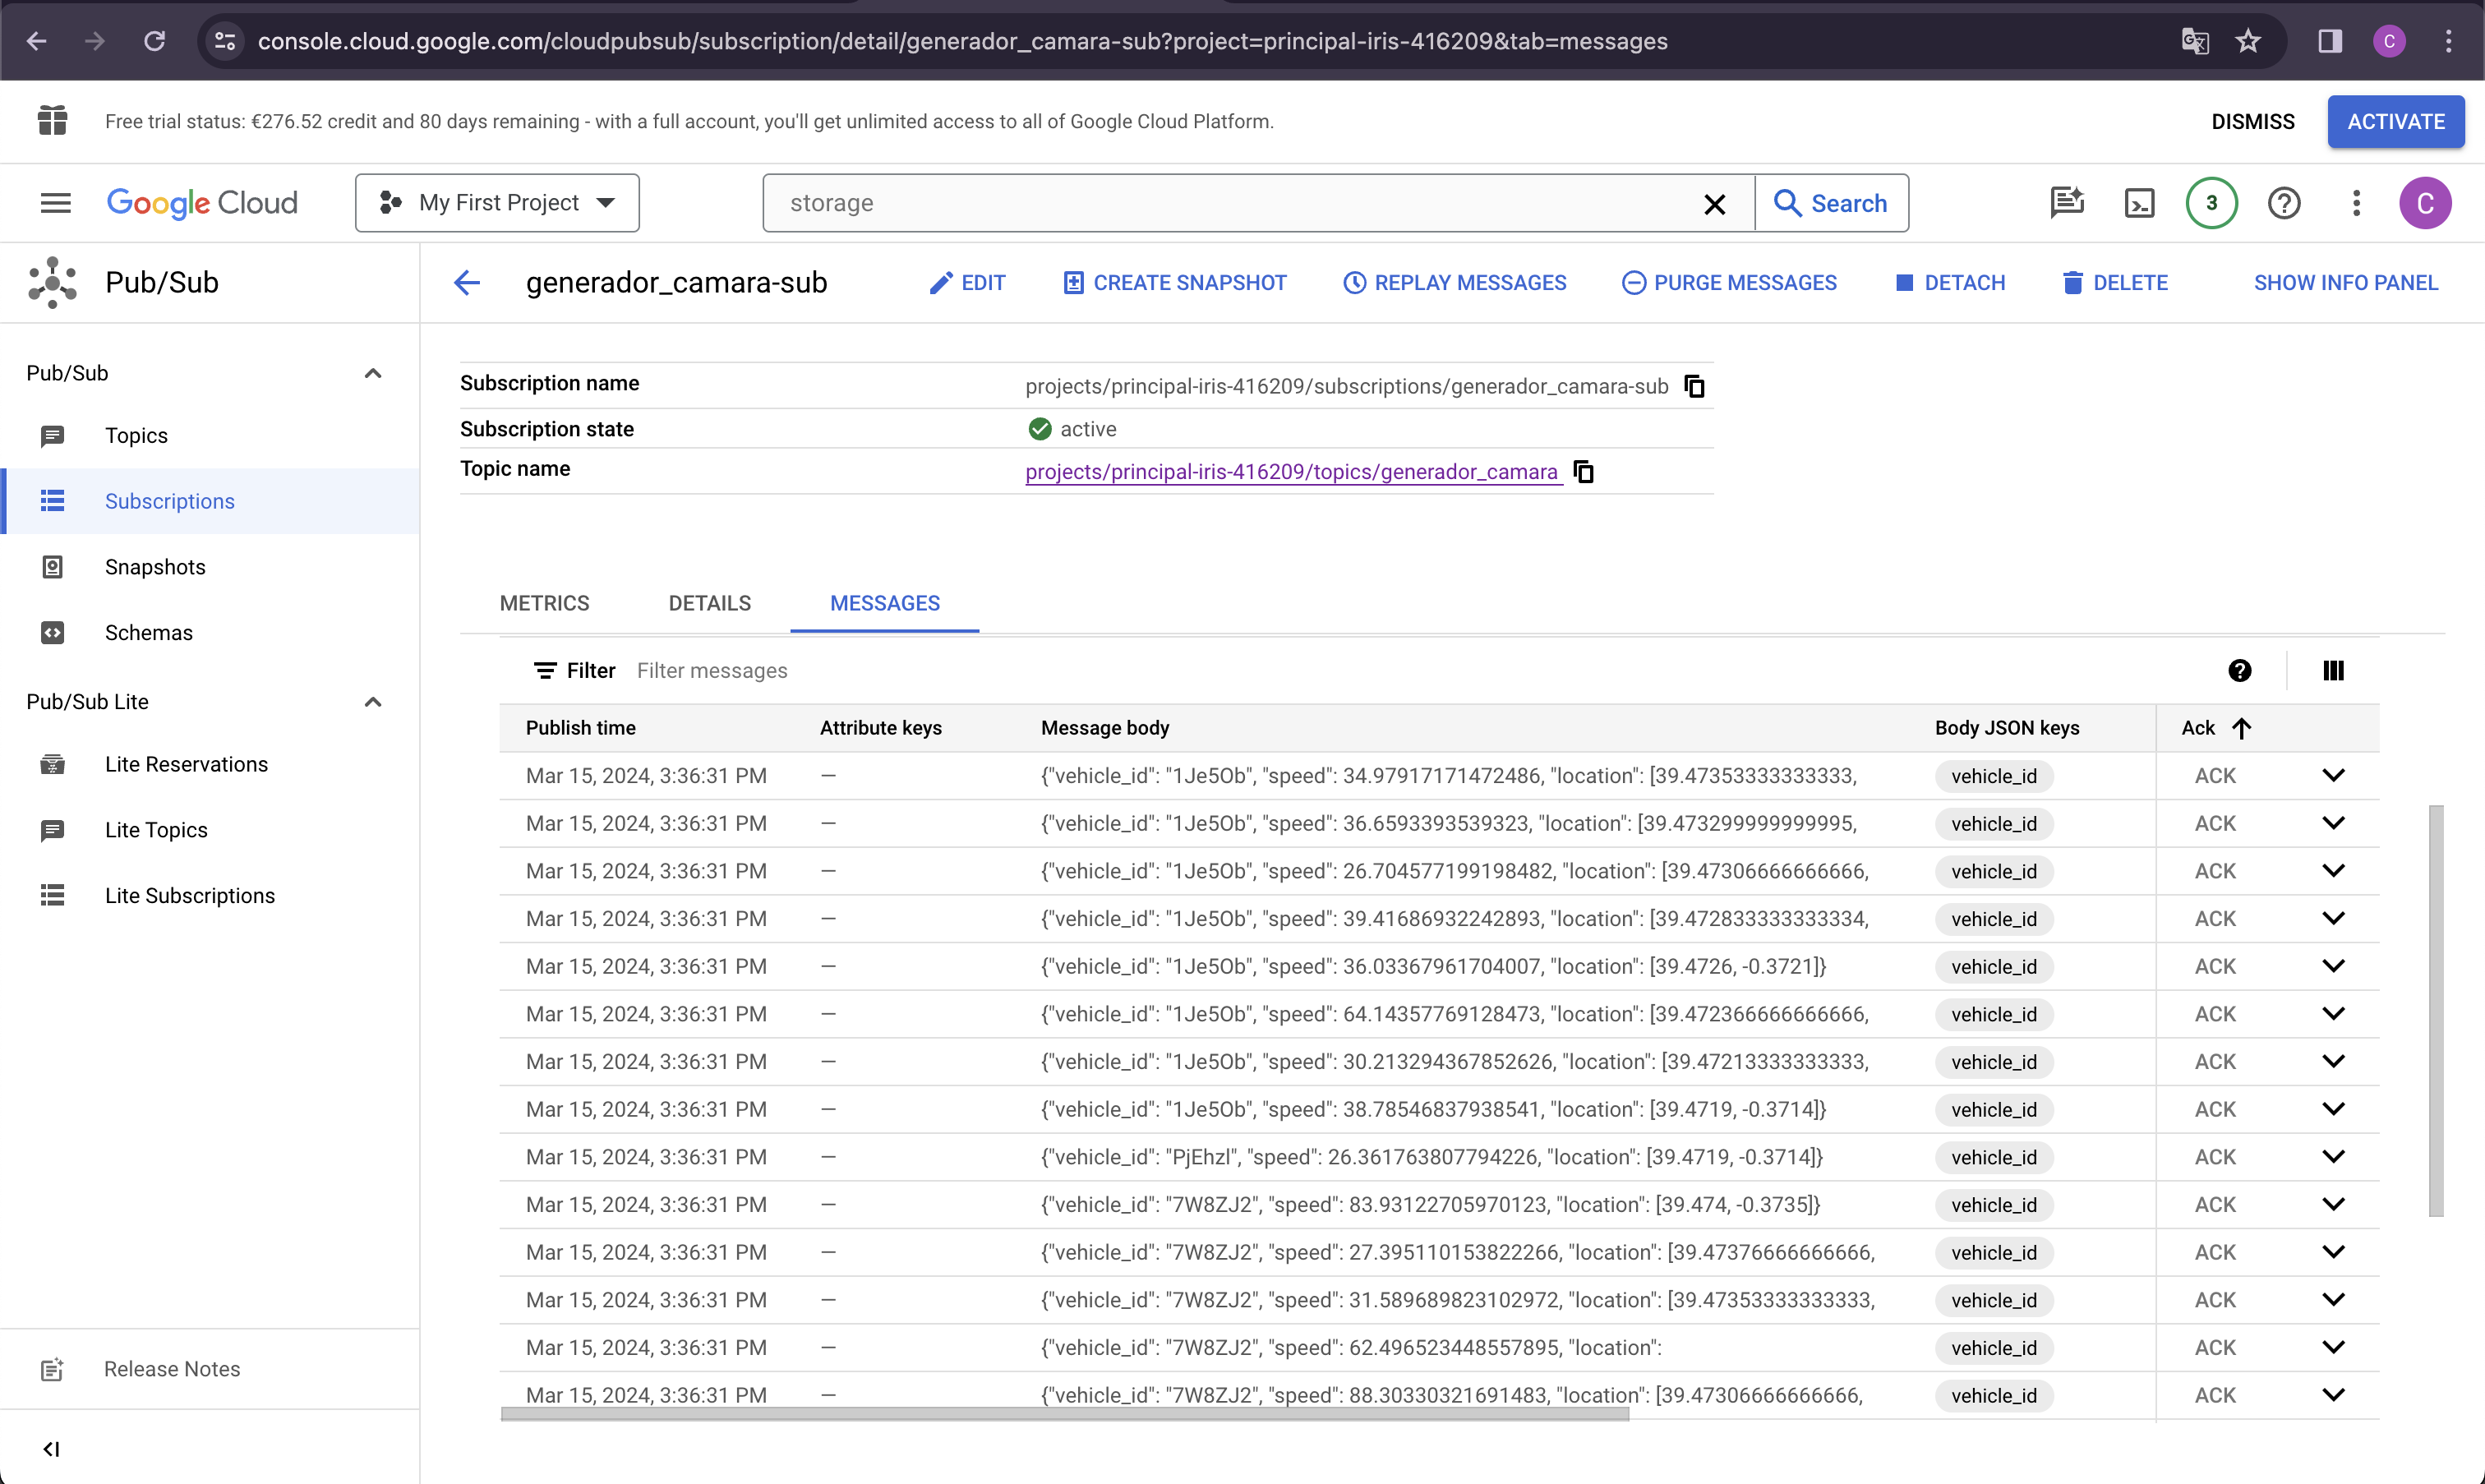 console.cloud.google.com/cloudpubsub/subscription/detail/generador_camara-sub?project=principal-iris-416209&tab=messages
C
Free trial status: €276.52 credit and 80 days remaining - with a full account, you'll get unlimited access to all of Google Cloud Platform.
DISMISS
ACTIVATE
Google Cloud
My First Project
storage
Search
3
C
Pub/Sub
generador_camara-sub
EDIT
CREATE SNAPSHOT
REPLAY MESSAGES
PURGE MESSAGES
DETACH
DELETE
SHOW INFO PANEL
Pub/Sub
Topics
Subscriptions
Snapshots
Schemas
Pub/Sub Lite
Lite Reservations
Lite Topics
Lite Subscriptions
Release Notes
Subscription name projects/principal-iris-416209/subscriptions/generador_camara-sub
Subscription state active
Topic name projects/principal-iris-416209/topics/generador_camara
METRICS DETAILS MESSAGES
Filter Filter messages
Publish time Attribute keys Message body Body JSON keys Ack
Mar 15, 2024, 3:36:31 PM — {"vehicle_id": "1Je5Ob", "speed": 34.97917171472486, "location": [39.47353333333333, vehicle_id ACK
Mar 15, 2024, 3:36:31 PM — {"vehicle_id": "1Je5Ob", "speed": 36.6593393539323, "location": [39.473299999999995, vehicle_id ACK
Mar 15, 2024, 3:36:31 PM — {"vehicle_id": "1Je5Ob", "speed": 26.704577199198482, "location": [39.47306666666666, vehicle_id ACK
Mar 15, 2024, 3:36:31 PM — {"vehicle_id": "1Je5Ob", "speed": 39.41686932242893, "location": [39.472833333333334, vehicle_id ACK
Mar 15, 2024, 3:36:31 PM — {"vehicle_id": "1Je5Ob", "speed": 36.03367961704007, "location": [39.4726, -0.3721]} vehicle_id ACK
Mar 15, 2024, 3:36:31 PM — {"vehicle_id": "1Je5Ob", "speed": 64.14357769128473, "location": [39.472366666666666, vehicle_id ACK
Mar 15, 2024, 3:36:31 PM — {"vehicle_id": "1Je5Ob", "speed": 30.213294367852626, "location": [39.47213333333333, vehicle_id ACK
Mar 15, 2024, 3:36:31 PM — {"vehicle_id": "1Je5Ob", "speed": 38.78546837938541, "location": [39.4719, -0.3714]} vehicle_id ACK
Mar 15, 2024, 3:36:31 PM — {"vehicle_id": "PjEhzl", "speed": 26.361763807794226, "location": [39.4719, -0.3714]} vehicle_id ACK
Mar 15, 2024, 3:36:31 PM — {"vehicle_id": "7W8ZJ2", "speed": 83.93122705970123, "location": [39.474, -0.3735]} vehicle_id ACK
Mar 15, 2024, 3:36:31 PM — {"vehicle_id": "7W8ZJ2", "speed": 27.395110153822266, "location": [39.47376666666666, vehicle_id ACK
Mar 15, 2024, 3:36:31 PM — {"vehicle_id": "7W8ZJ2", "speed": 31.589689823102972, "location": [39.47353333333333, vehicle_id ACK
Mar 15, 2024, 3:36:31 PM — {"vehicle_id": "7W8ZJ2", "speed": 62.496523448557895, "location": vehicle_id ACK
Mar 15, 2024, 3:36:31 PM — {"vehicle_id": "7W8ZJ2", "speed": 88.30330321691483, "location": [39.47306666666666, vehicle_id ACK